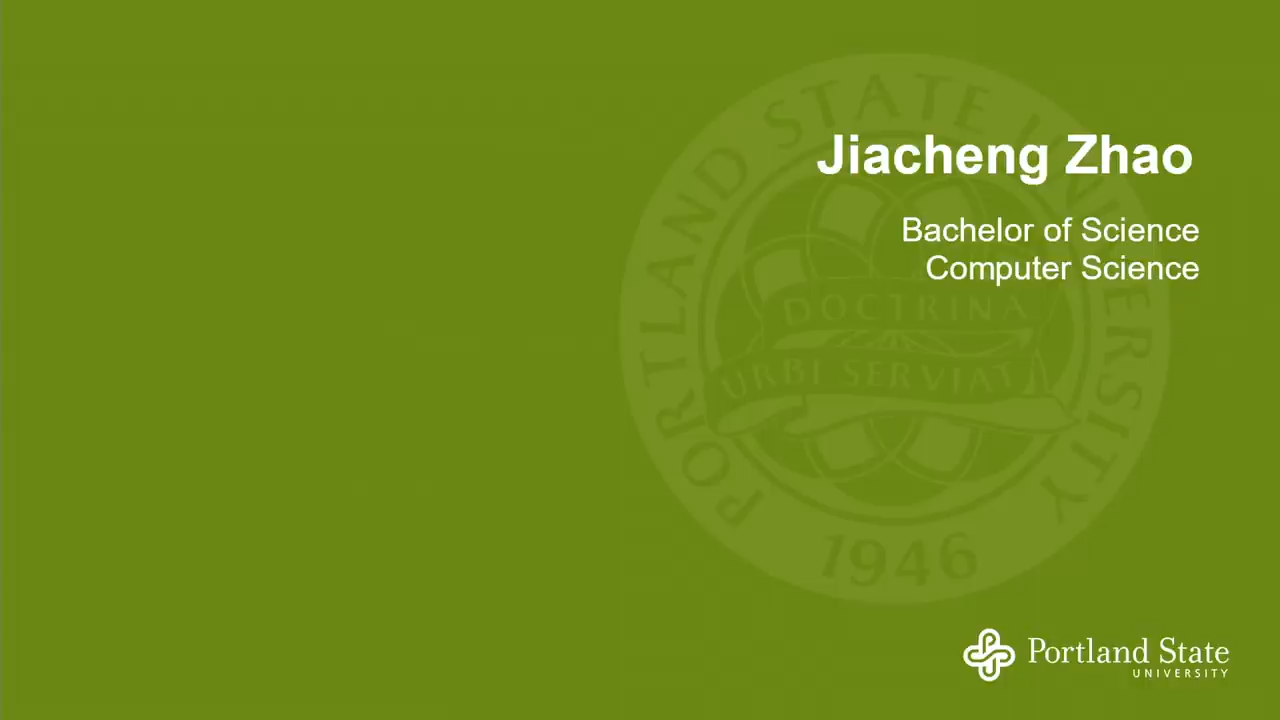 Jiacheng Zhao
Bachelor of Science
Computer Science
PORTLAND STATE UNIVERSITY
DOCTRINA
URBI SERVIAT
1946
Portland State
UNIVERSITY